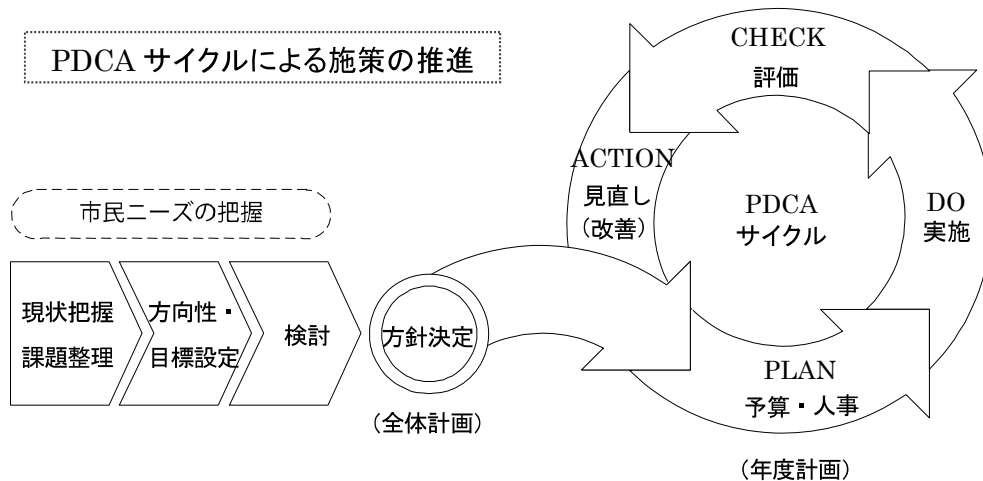 PDCA サイクルによる施策の推進
市民ニーズの把握
現状把握
課題整理
方向性・
目標設定
検討
方針決定
(全体計画)
PLAN
予算・人事
(年度計画)
DO
実施
CHECK
評価
ACTION
見直し
(改善)
PDCA
サイクル